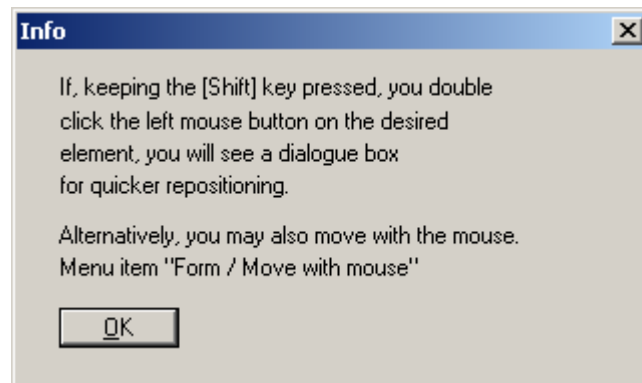 Info
If, keeping the [Shift] key pressed, you double
click the left mouse button on the desired
element, you will see a dialogue box
for quicker repositioning.
Alternatively, you may also move with the mouse.
Menu item "Form / Move with mouse"
OK